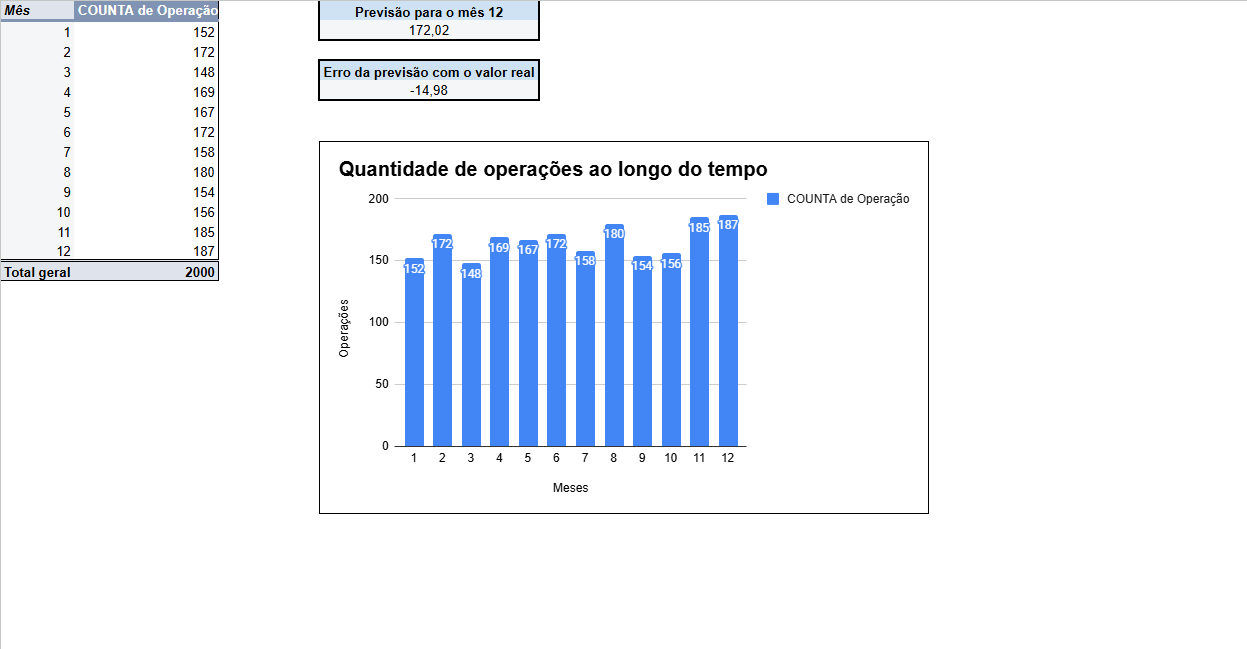 Mês COUNTA de Operação
1 152
2 172
3 148
4 169
5 167
6 172
7 158
8 180
9 154
10 156
11 185
12 187
Total geral 2000
Previsão para o mês 12
172,02
Erro da previsão com o valor real
-14,98
Quantidade de operações ao longo do tempo
COUNTA de Operação
Operações
200
150
100
50
0
152 172 148 169 167 172 158 180 154 156 185 187
1 2 3 4 5 6 7 8 9 10 11 12
Meses